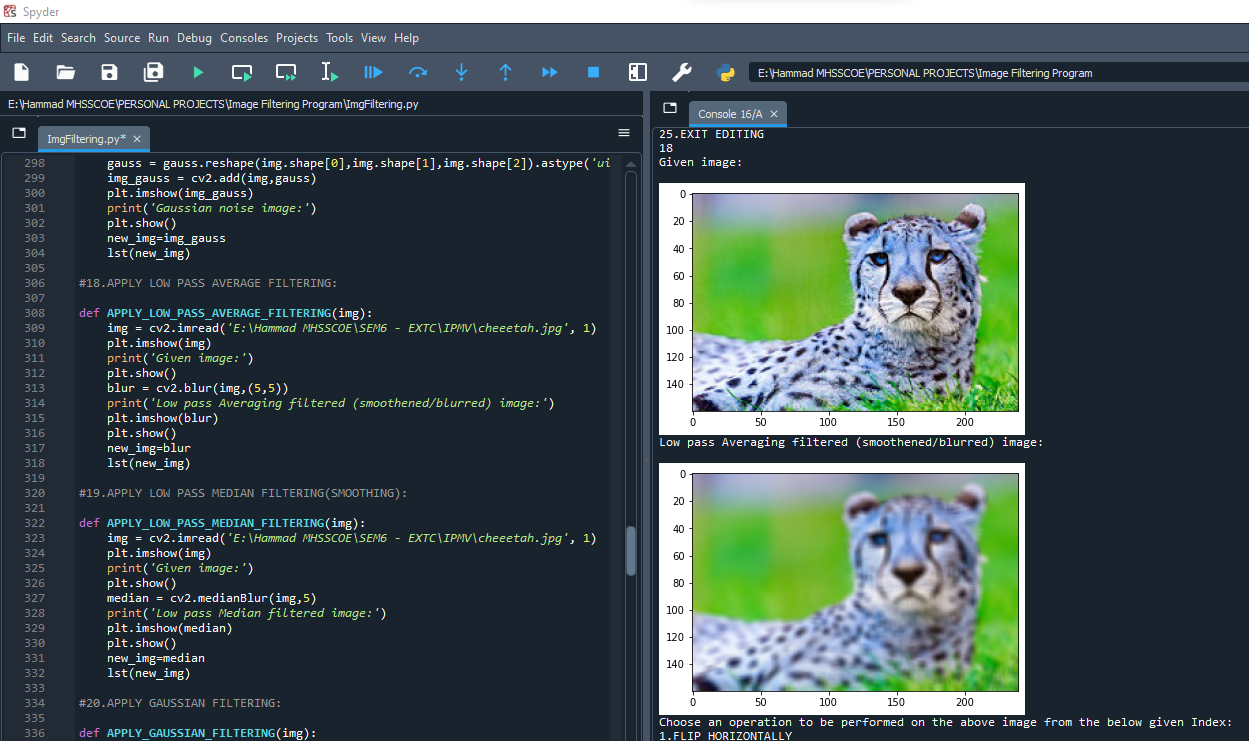 Spyder
File Edit Search Source Run Debug Consoles Projects Tools View Help
E:\Hammad MHSSCOE\PERSONAL PROJECTS\Image Filtering Program
E:\Hammad MHSSCOE\PERSONAL PROJECTS\Image Filtering Program\ImgFiltering.py
ImgFiltering.py*
298 gauss = gauss.reshape(img.shape[0],img.shape[1],img.shape[2]).astype('ui
299 img_gauss = cv2.add(img,gauss)
300 plt.imshow(img_gauss)
301 print('Gaussian noise image:')
302 plt.show()
303 new_img=img_gauss
304 lst(new_img)
305
306 #18.APPLY LOW PASS AVERAGE FILTERING:
307
308 def APPLY_LOW_PASS_AVERAGE_FILTERING(img):
309 img = cv2.imread('E:\Hammad MHSSCOE\SEM6 - EXTC\IPMV\cheeetah.jpg', 1)
310 plt.imshow(img)
311 print('Given image:')
312 plt.show()
313 blur = cv2.blur(img,(5,5))
314 print('Low pass Averaging filtered (smoothened/blurred) image:')
315 plt.imshow(blur)
316 plt.show()
317 new_img=blur
318 lst(new_img)
319
320 #19.APPLY LOW PASS MEDIAN FILTERING(SMOOTHING):
321
322 def APPLY_LOW_PASS_MEDIAN_FILTERING(img):
323 img = cv2.imread('E:\Hammad MHSSCOE\SEM6 - EXTC\IPMV\cheeetah.jpg', 1)
324 plt.imshow(img)
325 print('Given image:')
326 plt.show()
327 median = cv2.medianBlur(img,5)
328 print('Low pass Median filtered image:')
329 plt.imshow(median)
330 plt.show()
331 new_img=median
332 lst(new_img)
333
334 #20.APPLY GAUSSIAN FILTERING:
335
336 def APPLY_GAUSSIAN_FILTERING(img):
Console 16/A
25.EXIT EDITING
18
Given image:
0
20
40
60
80
100
120
140
0 50 100 150 200
Low pass Averaging filtered (smoothened/blurred) image:
0
20
40
60
80
100
120
140
0 50 100 150 200
Choose an operation to be performed on the above image from the below given Index:
1.FLIP HORIZONTALLY